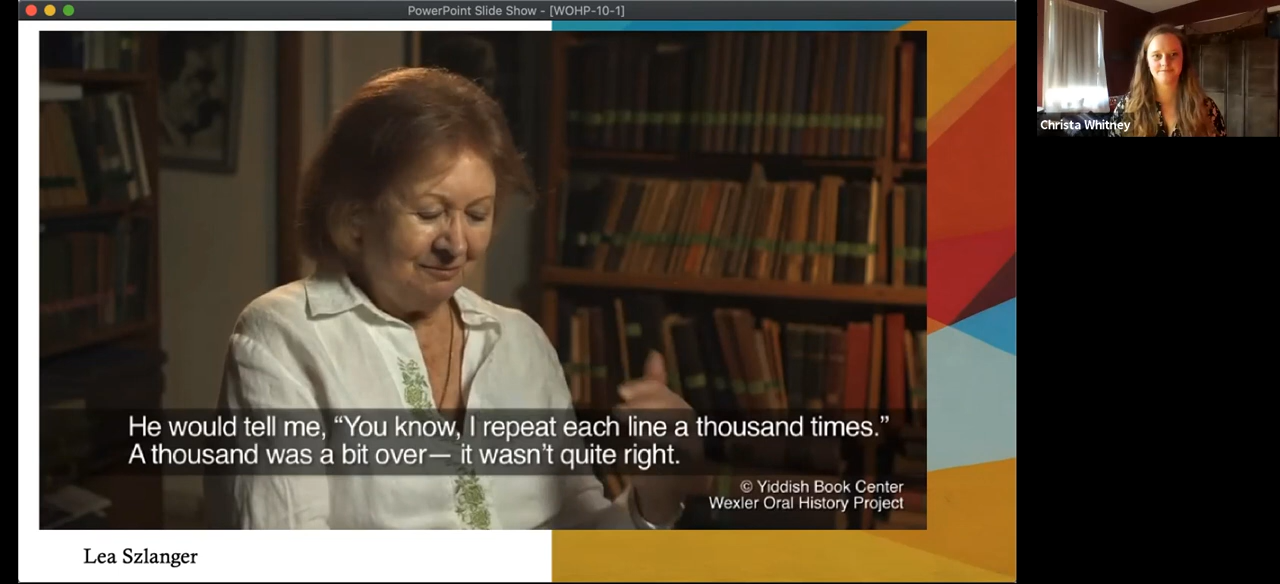 PowerPoint Slide Show - [WOHP-10-1]
Christa Whitney
He would tell me, “You know, I repeat each line a thousand times.”
A thousand was a bit over— it wasn’t quite right.
© Yiddish Book Center
Wexler Oral History Project
Lea Szlanger